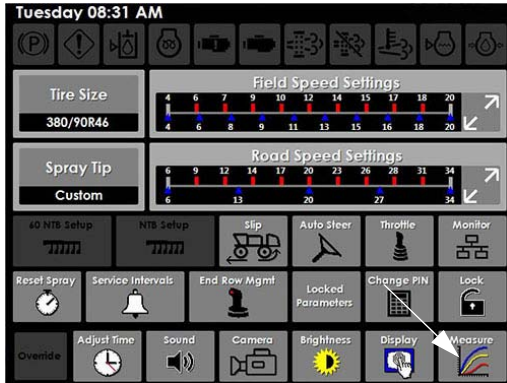 Tuesday 08:31 AM
(P)
Tire Size
380/90R46
Field Speed Settings
4 6 7 9 10 12 14 15 17 18 20
4 6 8 9 11 13 15 16 18 20
Spray Tip
Custom
Road Speed Settings
6 9 12 14 17 20 23 26 28 31 34
6 13 20 27 34
60 NTB Setup
NTB Setup
Slip
Auto Steer
Throttle
Monitor
Reset Spray
Service Intervals
End Row Mgmt
Locked
Parameters
Change PIN
Lock
Override
Adjust Time
Sound
Camera
Brightness
Display
Measure